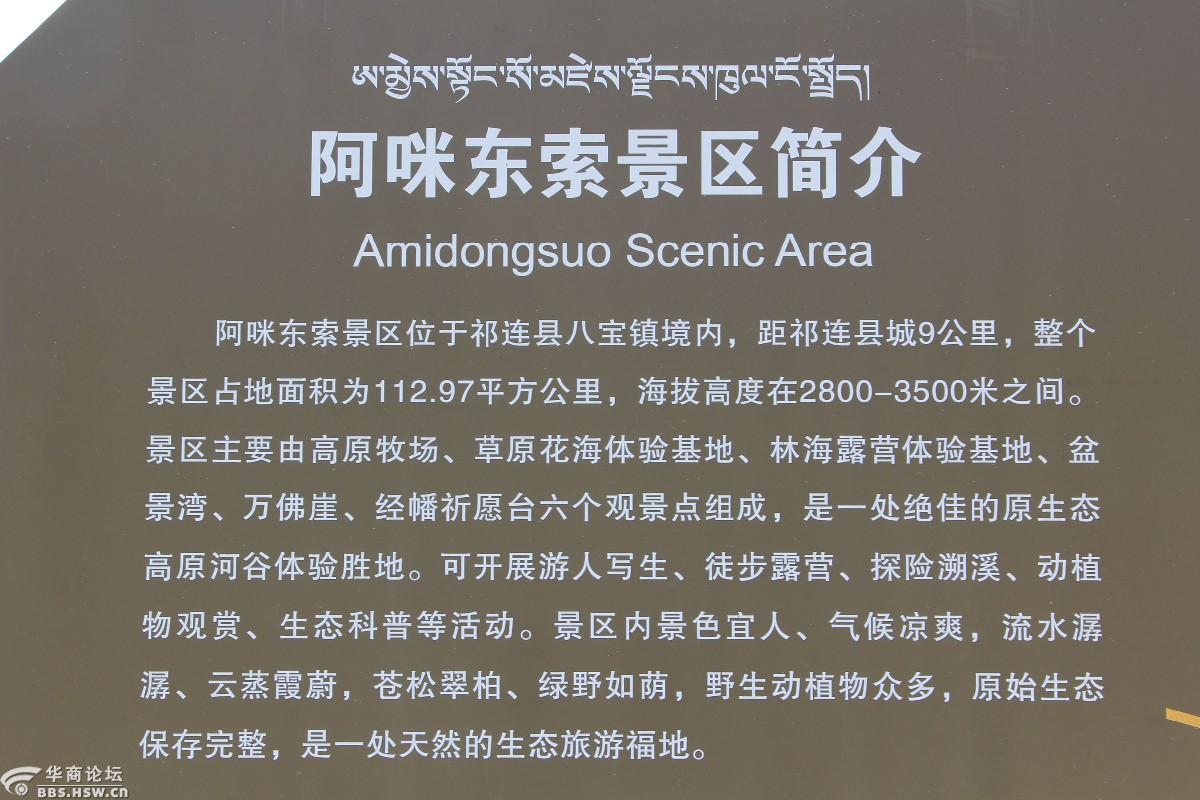 ཨ་མྱེས་སྟོང་སོ་མཛེས་ལྗོངས་ཁུལ་ངོ་སྤྲོད།
阿咪东索景区简介
Amidongsuo Scenic Area
阿咪东索景区位于祁连县八宝镇境内，距祁连县城9公里，整个
景区占地面积为112.97平方公里，海拔高度在2800-3500米之间。
景区主要由高原牧场、草原花海体验基地、林海露营体验基地、盆
景湾、万佛崖、经幡祈愿台六个观景点组成，是一处绝佳的原生态
高原河谷体验胜地。可开展游人写生、徒步露营、探险溯溪、动植
物观赏、生态科普等活动。景区内景色宜人、气候凉爽，流水潺
潺、云蒸霞蔚，苍松翠柏、绿野如荫，野生动植物众多，原始生态
保存完整，是一处天然的生态旅游福地。
华商论坛
BBS.HSW.CN